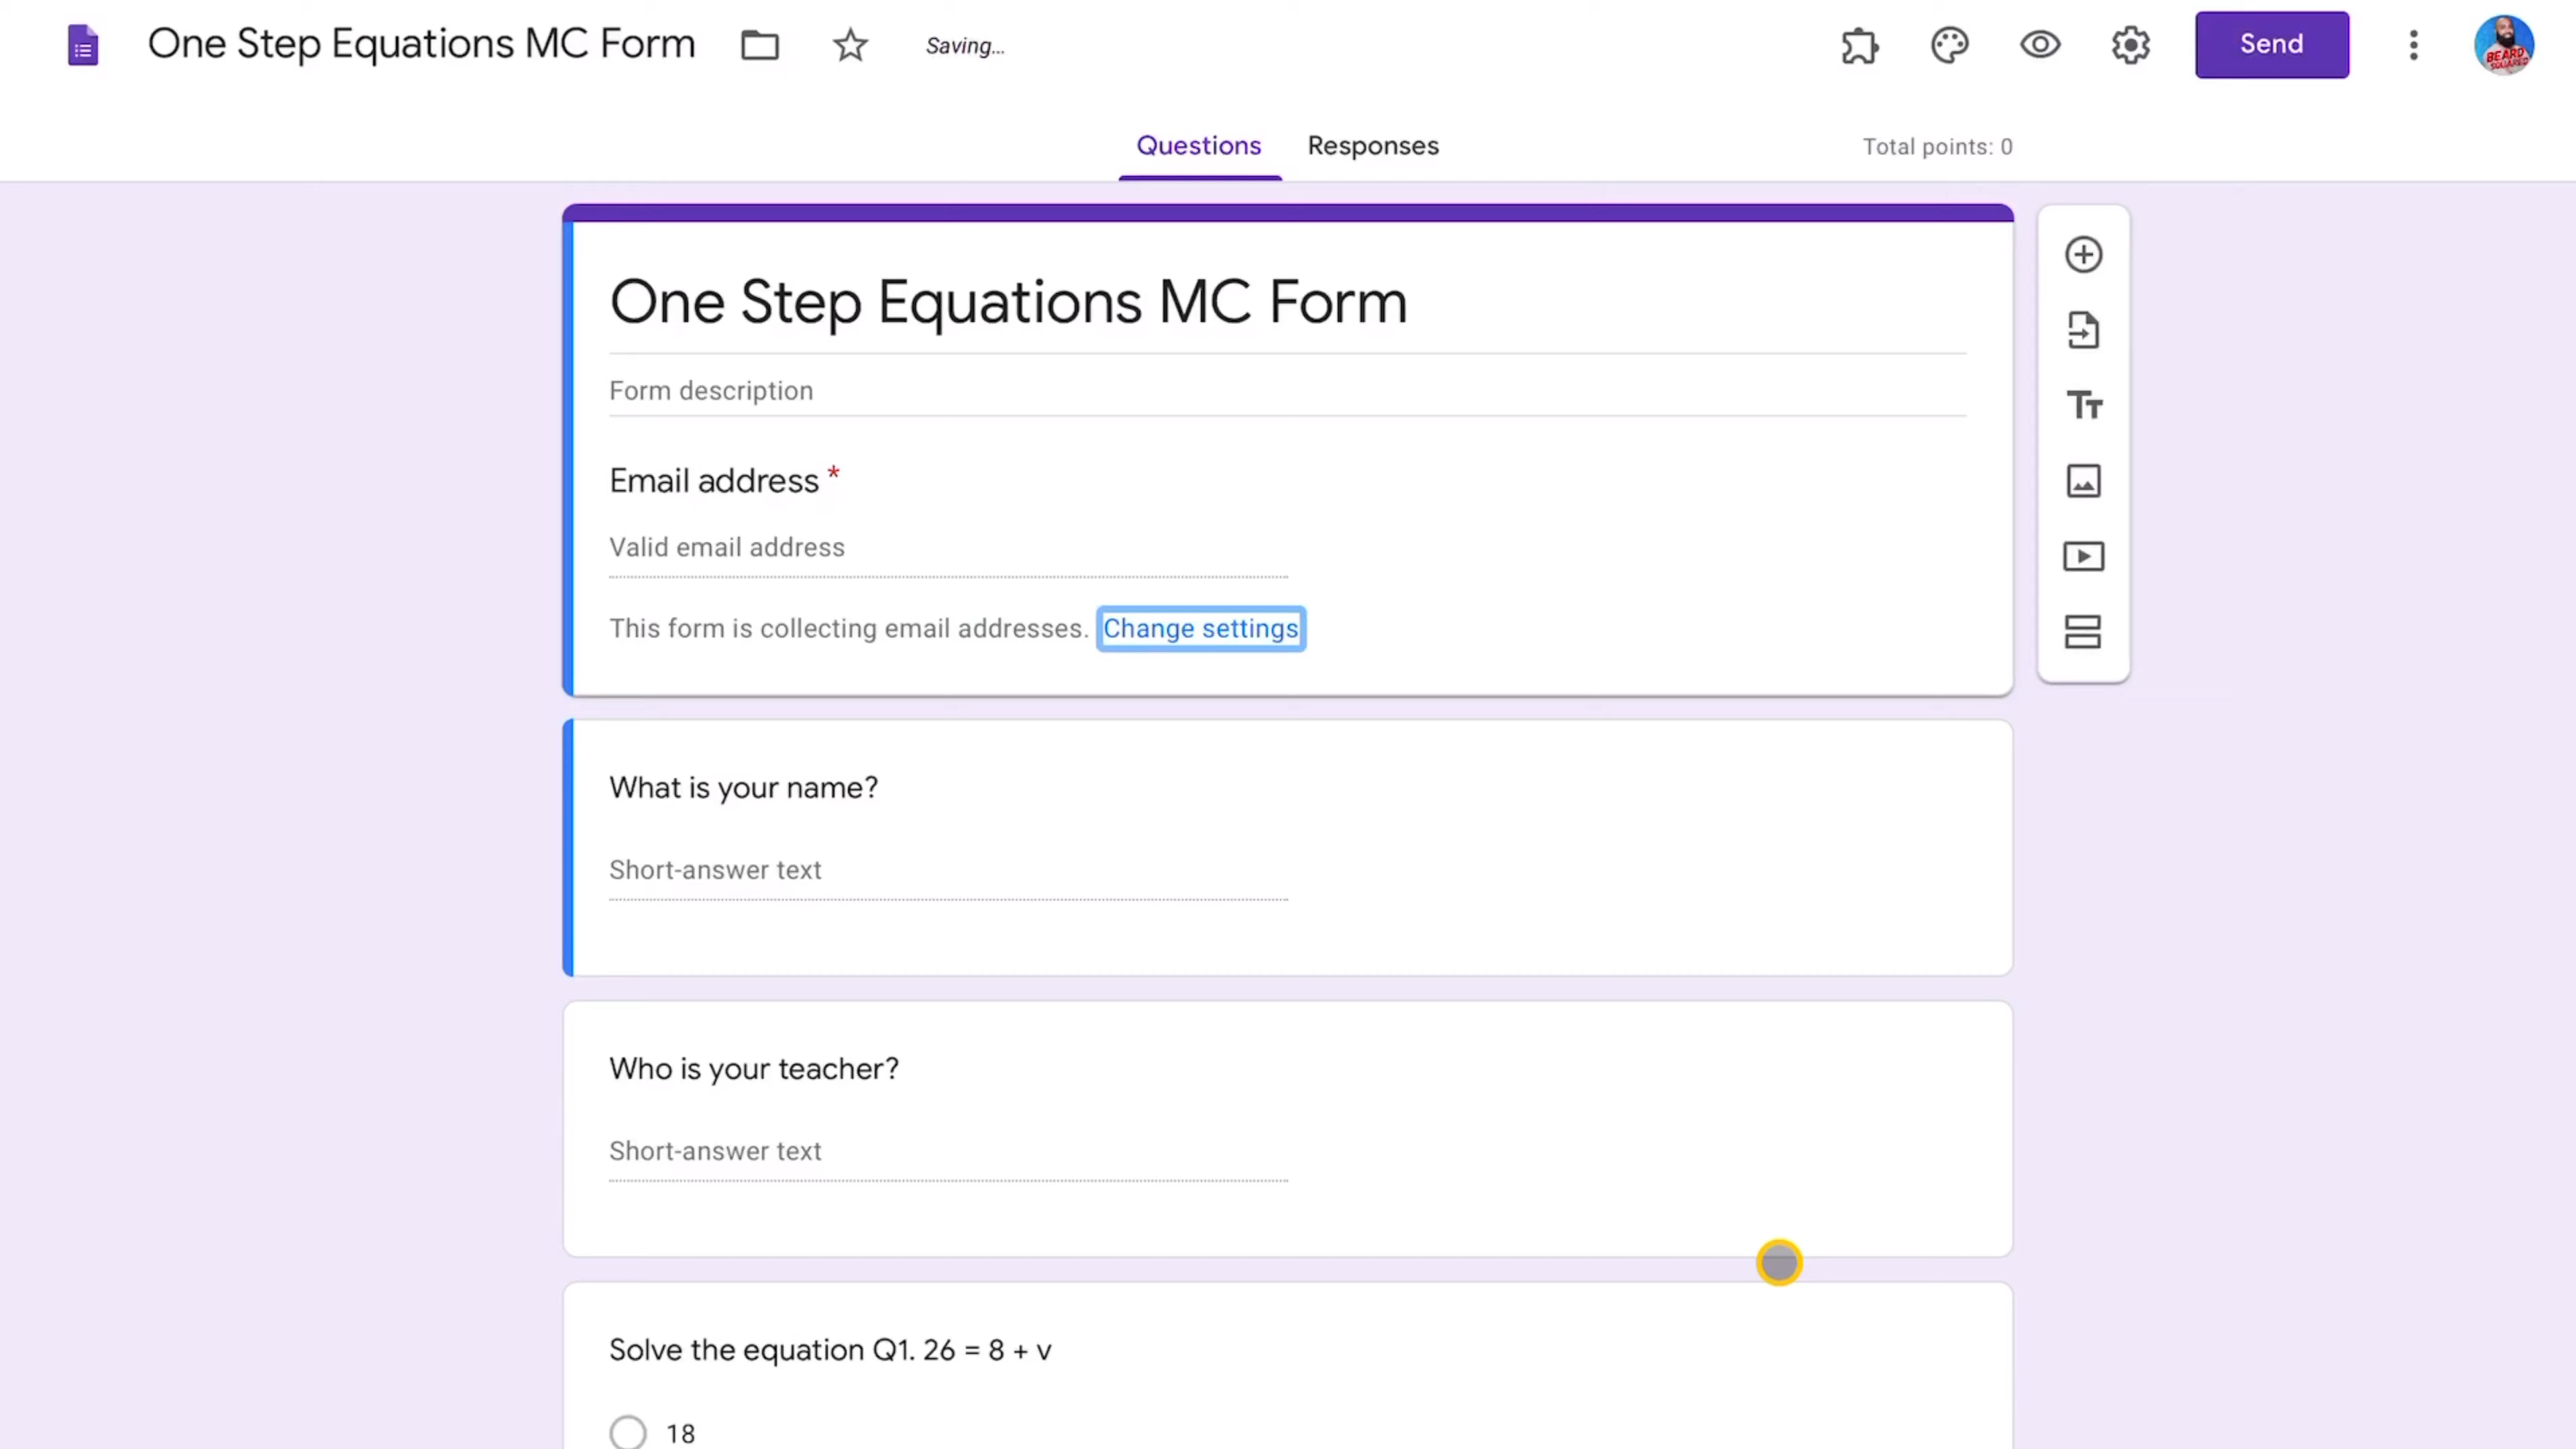 One Step Equations MC Form
Saving...
Send
BEARD
SQUARED
Questions
Responses
Total points: 0
One Step Equations MC Form
Form description
Email address *
Valid email address
This form is collecting email addresses. Change settings
What is your name?
Short-answer text
Who is your teacher?
Short-answer text
Solve the equation Q1. 26 = 8 + v
18